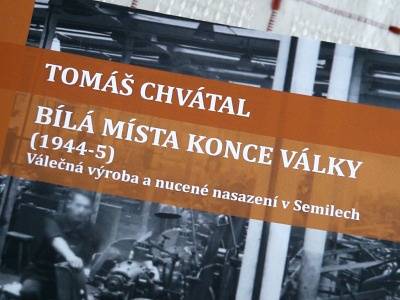 TOMÁŠ CHVÁTAL
BÍLÁ MÍSTA KONCE VÁLKY
(1944-5)
Válečná výroba a nucené nasazení v Semilech